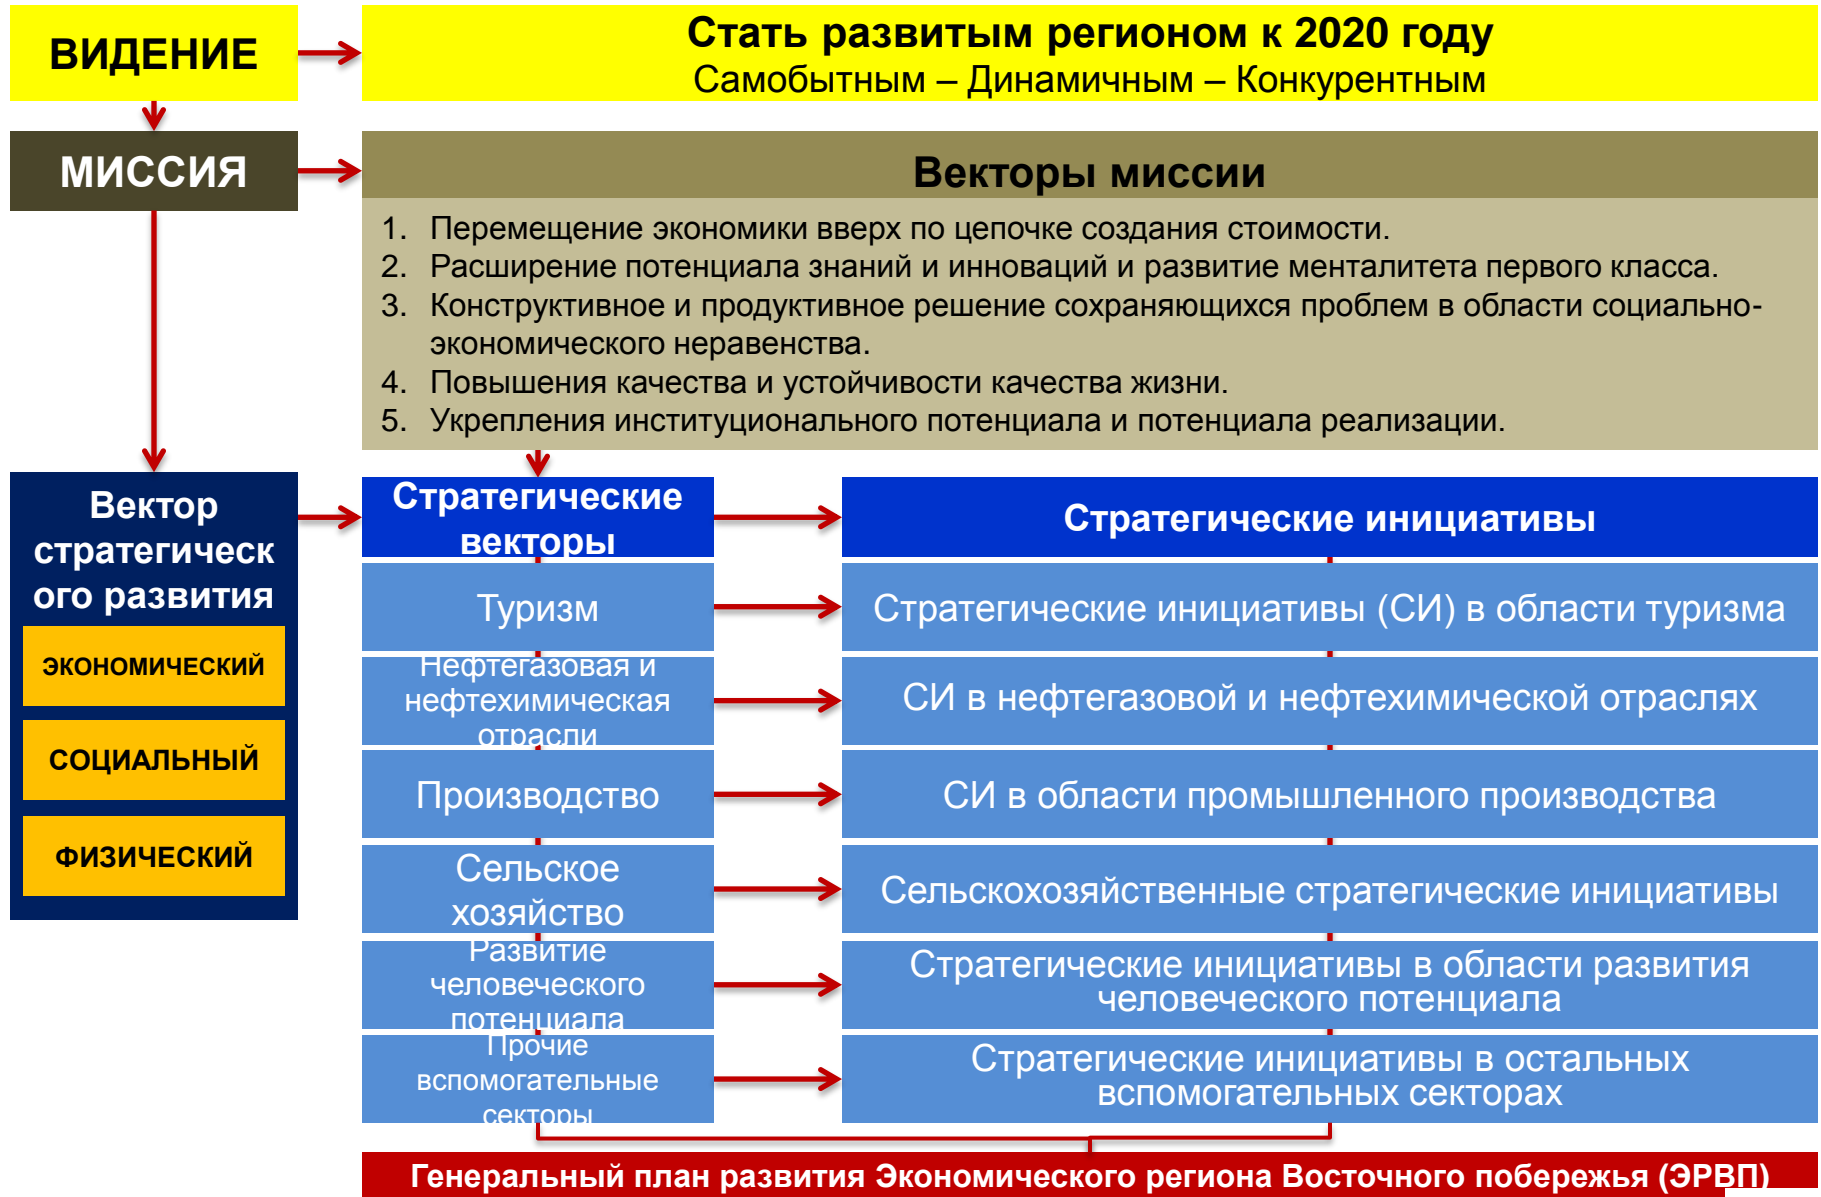 ВИДЕНИЕ
Стать развитым регионом к 2020 году
Самобытным – Динамичным – Конкурентным
МИССИЯ
Векторы миссии
1. Перемещение экономики вверх по цепочке создания стоимости.
2. Расширение потенциала знаний и инноваций и развитие менталитета первого класса.
3. Конструктивное и продуктивное решение сохраняющихся проблем в области социально-
экономического неравенства.
4. Повышения качества и устойчивости качества жизни.
5. Укрепления институционального потенциала и потенциала реализации.
Вектор
стратегическ
ого развития
ЭКОНОМИЧЕСКИЙ
СОЦИАЛЬНЫЙ
ФИЗИЧЕСКИЙ
Стратегические
векторы
Стратегические инициативы
Туризм
Стратегические инициативы (СИ) в области туризма
Нефтегазовая и
нефтехимическая
отрасли
СИ в нефтегазовой и нефтехимической отраслях
Производство
СИ в области промышленного производства
Сельское
хозяйство
Сельскохозяйственные стратегические инициативы
Развитие
человеческого
потенциала
Стратегические инициативы в области развития
человеческого потенциала
Прочие
вспомогательные
секторы
Стратегические инициативы в остальных
вспомогательных секторах
Генеральный план развития Экономического региона Восточного побережья (ЭРВП)